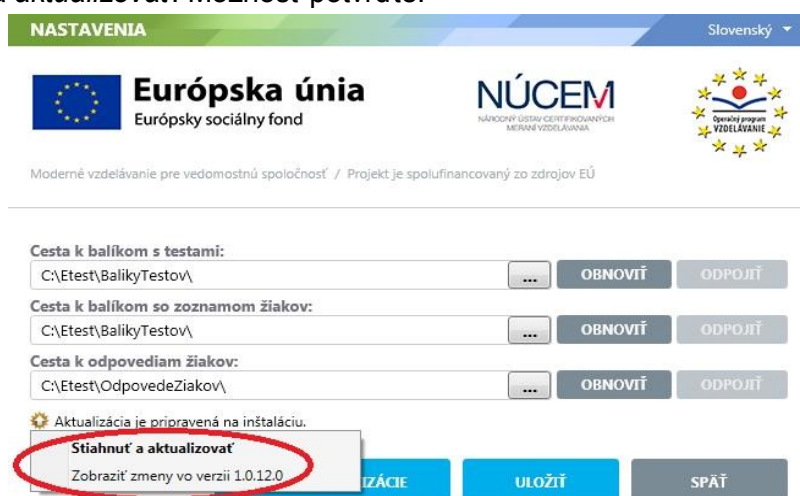 NASTAVENIA Slovenský
Európska únia
Európsky sociálny fond
NÚCEM
NÁRODNÝ ÚSTAV CERTIFIKOVANÝCH
MERANÍ VZDELÁVANIA
Operačný program
VZDELÁVANIE
Moderné vzdelávanie pre vedomostnú spoločnosť / Projekt je spolufinancovaný zo zdrojov EÚ
Cesta k balíkom s testami:
C:\Etest\BalikyTestov\ ... OBNOVIŤ ODPOJIŤ
Cesta k balíkom so zoznamom žiakov:
C:\Etest\BalikyTestov\ ... OBNOVIŤ ODPOJIŤ
Cesta k odpovediam žiakov:
C:\Etest\OdpovedeZiakov\ ... OBNOVIŤ ODPOJIŤ
Aktualizácia je pripravená na inštaláciu.
Stiahnuť a aktualizovať
Zobraziť zmeny vo verzii 1.0.12.0
IZÁCIE ULOŽIŤ SPÄŤ